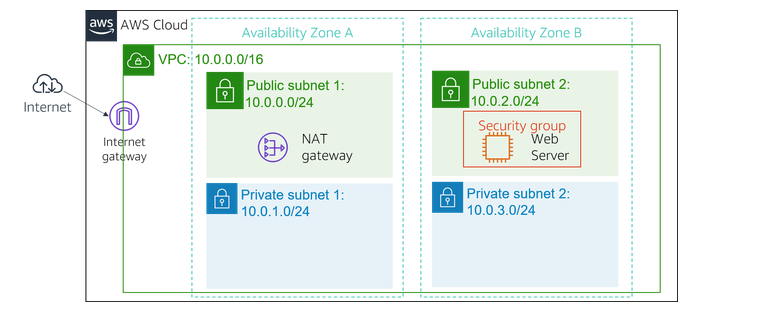 aws
AWS Cloud
Availability Zone A
Availability Zone B
VPC: 10.0.0.0/16
Internet
Internet
gateway
Public subnet 1:
10.0.0.0/24
NAT
gateway
Public subnet 2:
10.0.2.0/24
Security group
Web
Server
Private subnet 1:
10.0.1.0/24
Private subnet 2:
10.0.3.0/24